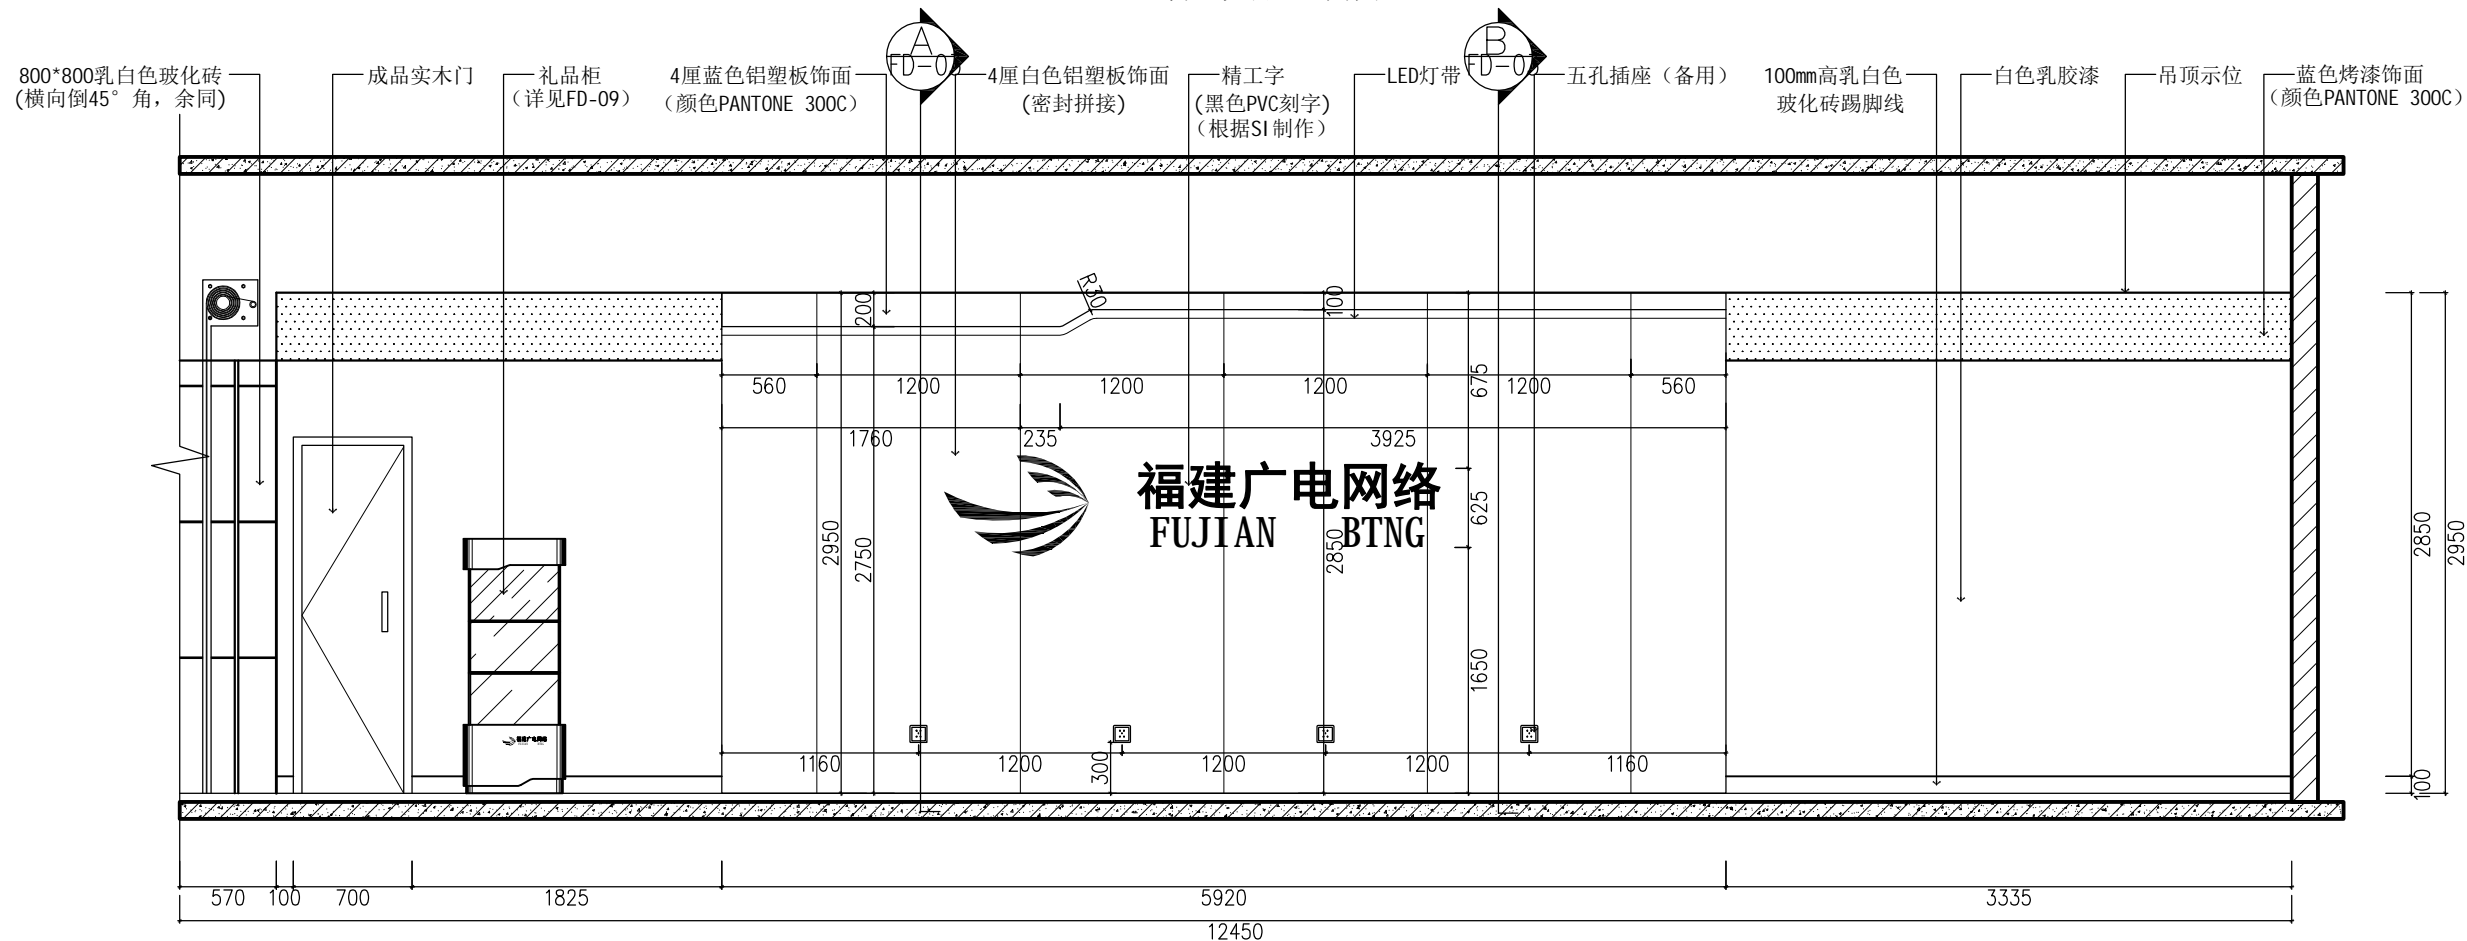 A
FD-0
B
FD-0
800*800乳白色玻化砖
(横向倒45°角，余同)
成品实木门
礼品柜
（详见FD-09）
4厘蓝色铝塑板饰面
（颜色PANTONE 300C）
4厘白色铝塑板饰面
(密封拼接)
精工字
(黑色PVC刻字)
（根据SI制作）
LED灯带
五孔插座（备用）
100mm高乳白色
玻化砖踢脚线
白色乳胶漆
吊顶示位
蓝色烤漆饰面
（颜色PANTONE 300C）
200
R30
100
560
1200
1200
1200
1200
560
675
1760
235
3925
福建广电网络
FUJIAN BTNG
625
2950
2750
2850
2850
2950
1650
福建广电网络
1160
1200
300
1200
1200
1160
100
570
100
700
1825
5920
3335
12450